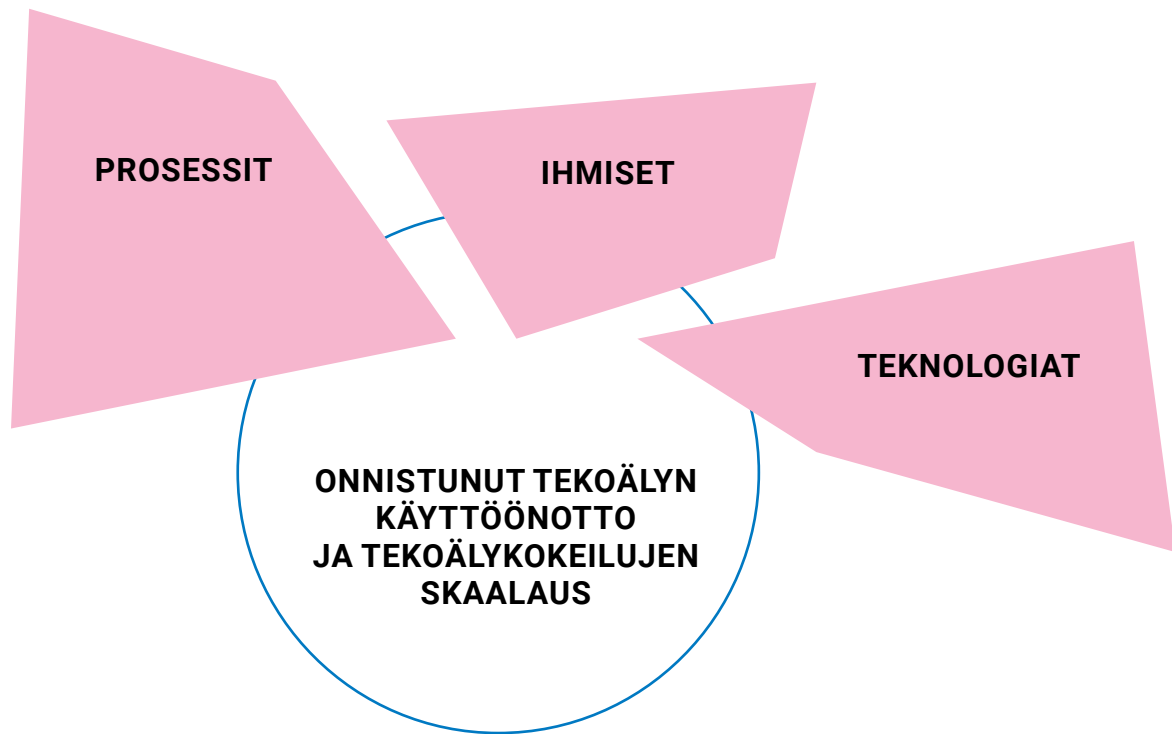 PROSESSIT
IHMISET
TEKNOLOGIAT
ONNISTUNUT TEKOÄLYN
KÄYTTÖÖNOTTO
JA TEKOÄLYKOKEILUJEN
SKAALAUS